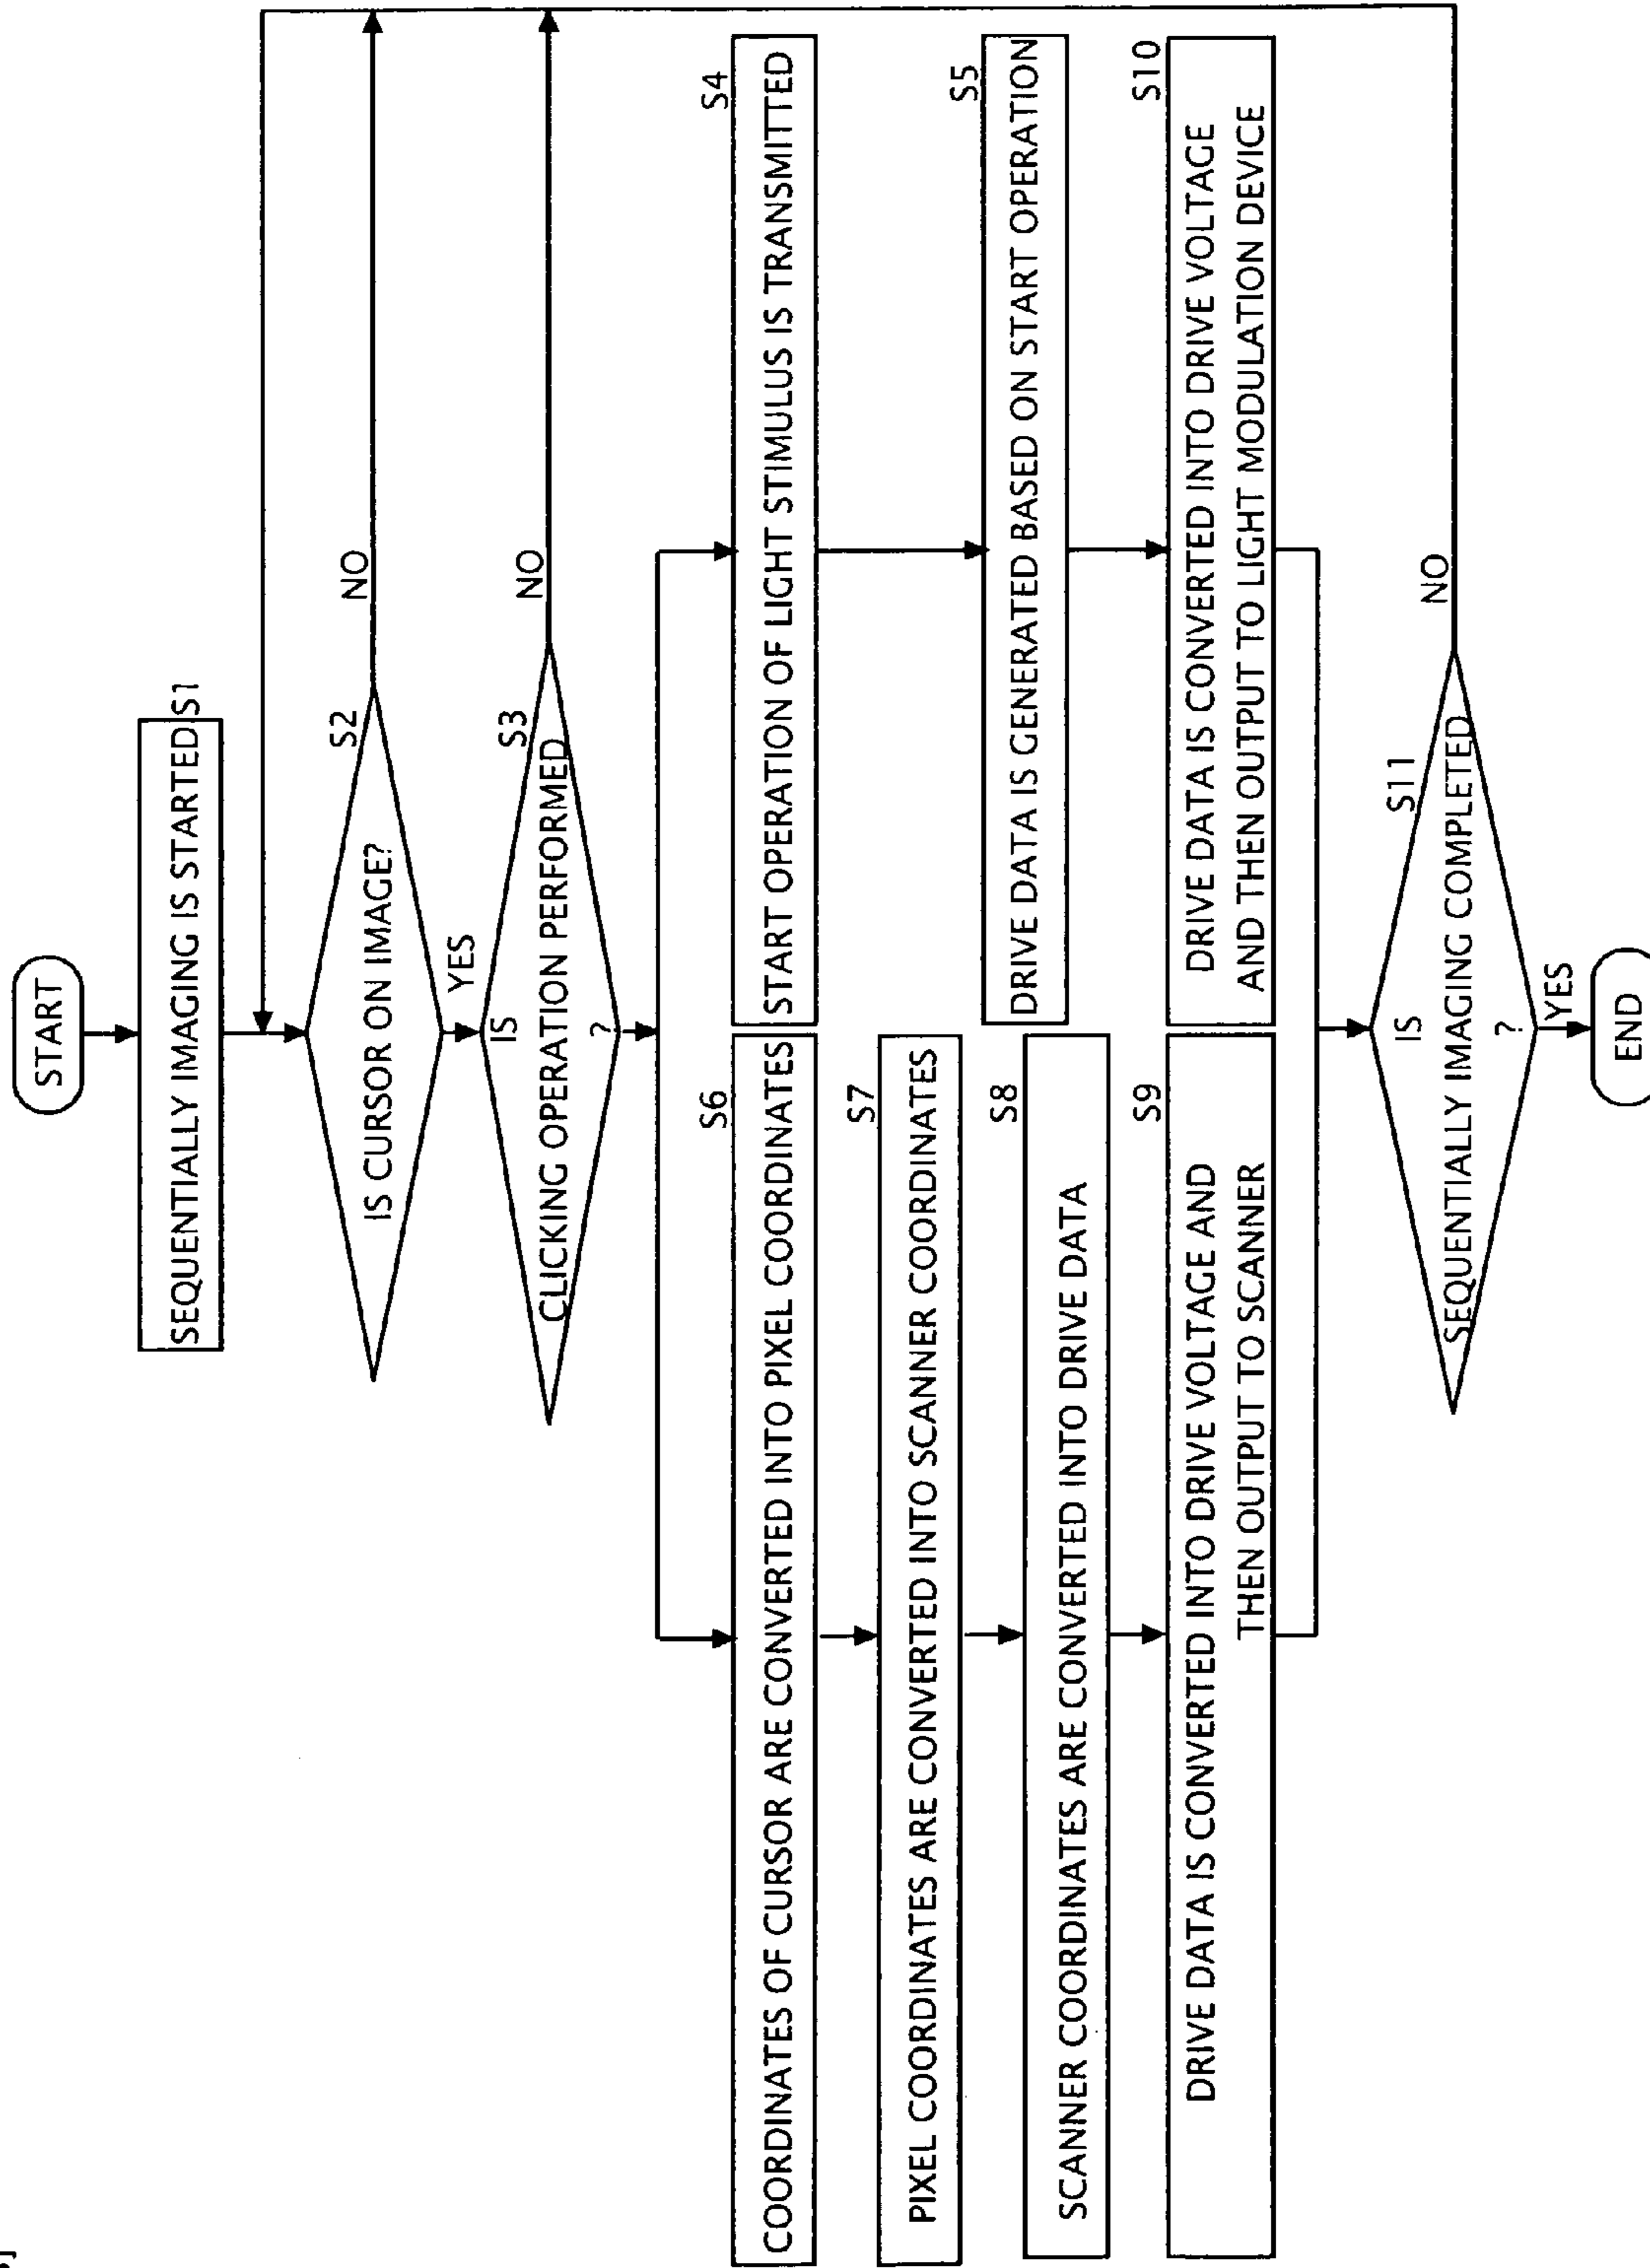 START
SEQUENTIALLY IMAGING IS STARTED
S1
S2
IS CURSOR ON IMAGE?
NO
YES
S3
IS
CLICKING OPERATION PERFORMED
?
NO
S6
COORDINATES OF CURSOR ARE CONVERTED INTO PIXEL COORDINATES
S7
PIXEL COORDINATES ARE CONVERTED INTO SCANNER COORDINATES
S8
SCANNER COORDINATES ARE CONVERTED INTO DRIVE DATA
S9
DRIVE DATA IS CONVERTED INTO DRIVE VOLTAGE AND
THEN OUTPUT TO SCANNER
S4
START OPERATION OF LIGHT STIMULUS IS TRANSMITTED
S5
DRIVE DATA IS GENERATED BASED ON START OPERATION
S10
DRIVE DATA IS CONVERTED INTO DRIVE VOLTAGE
AND THEN OUTPUT TO LIGHT MODULATION DEVICE
S11
IS
SEQUENTIALLY IMAGING COMPLETED
?
NO
YES
END